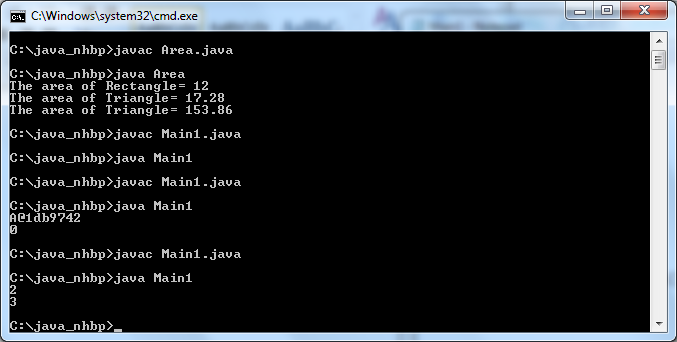 C:\Windows\system32\cmd.exe
C:\java_nhbp>javac Area.java
C:\java_nhbp>java Area
The area of Rectangle= 12
The area of Triangle= 17.28
The area of Triangle= 153.86
C:\java_nhbp>javac Main1.java
C:\java_nhbp>java Main1
C:\java_nhbp>javac Main1.java
C:\java_nhbp>java Main1
A@1db9742
0
C:\java_nhbp>javac Main1.java
C:\java_nhbp>java Main1
2
3
C:\java_nhbp>_